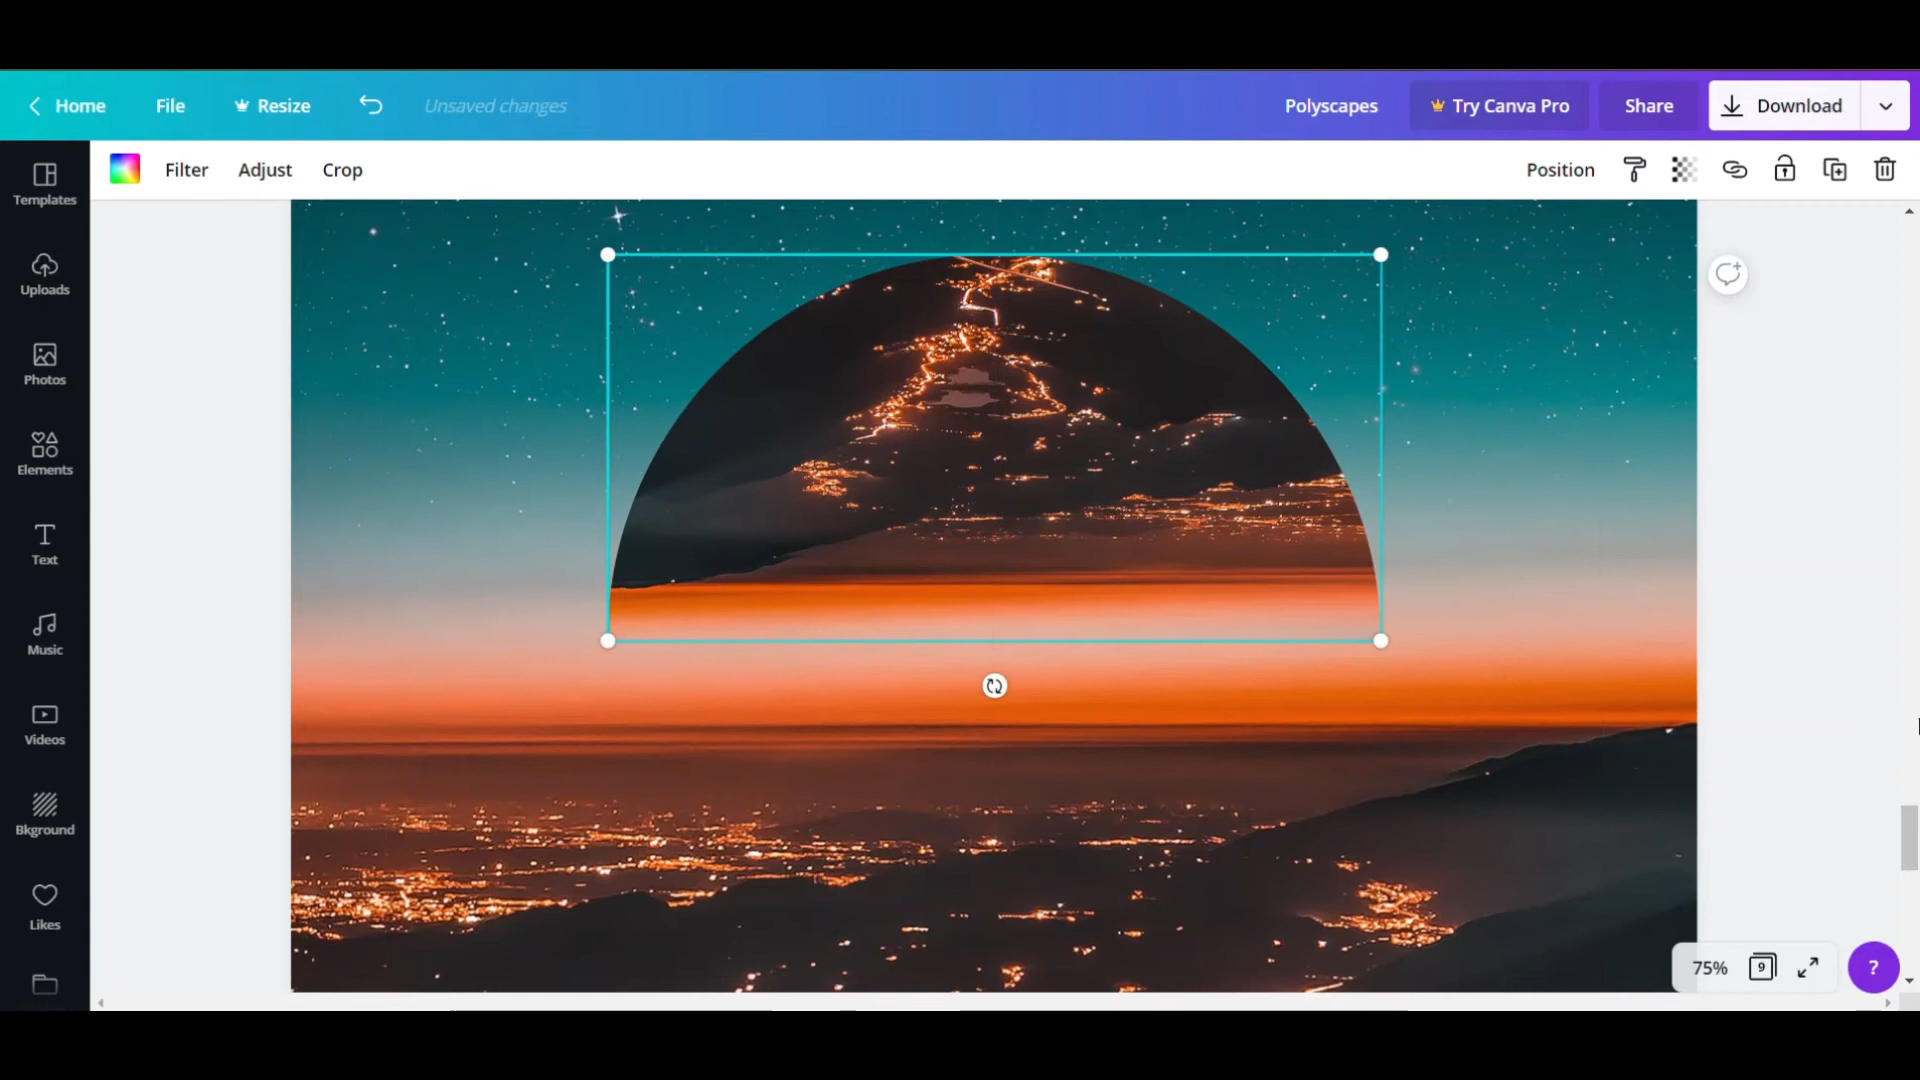 Home File Resize Unsaved changes Polyscapes Try Canva Pro Share Download
Filter Adjust Crop Position
Templates
Uploads
Photos
Elements
Text
Music
Videos
Bkground
Likes
75% 9 ?